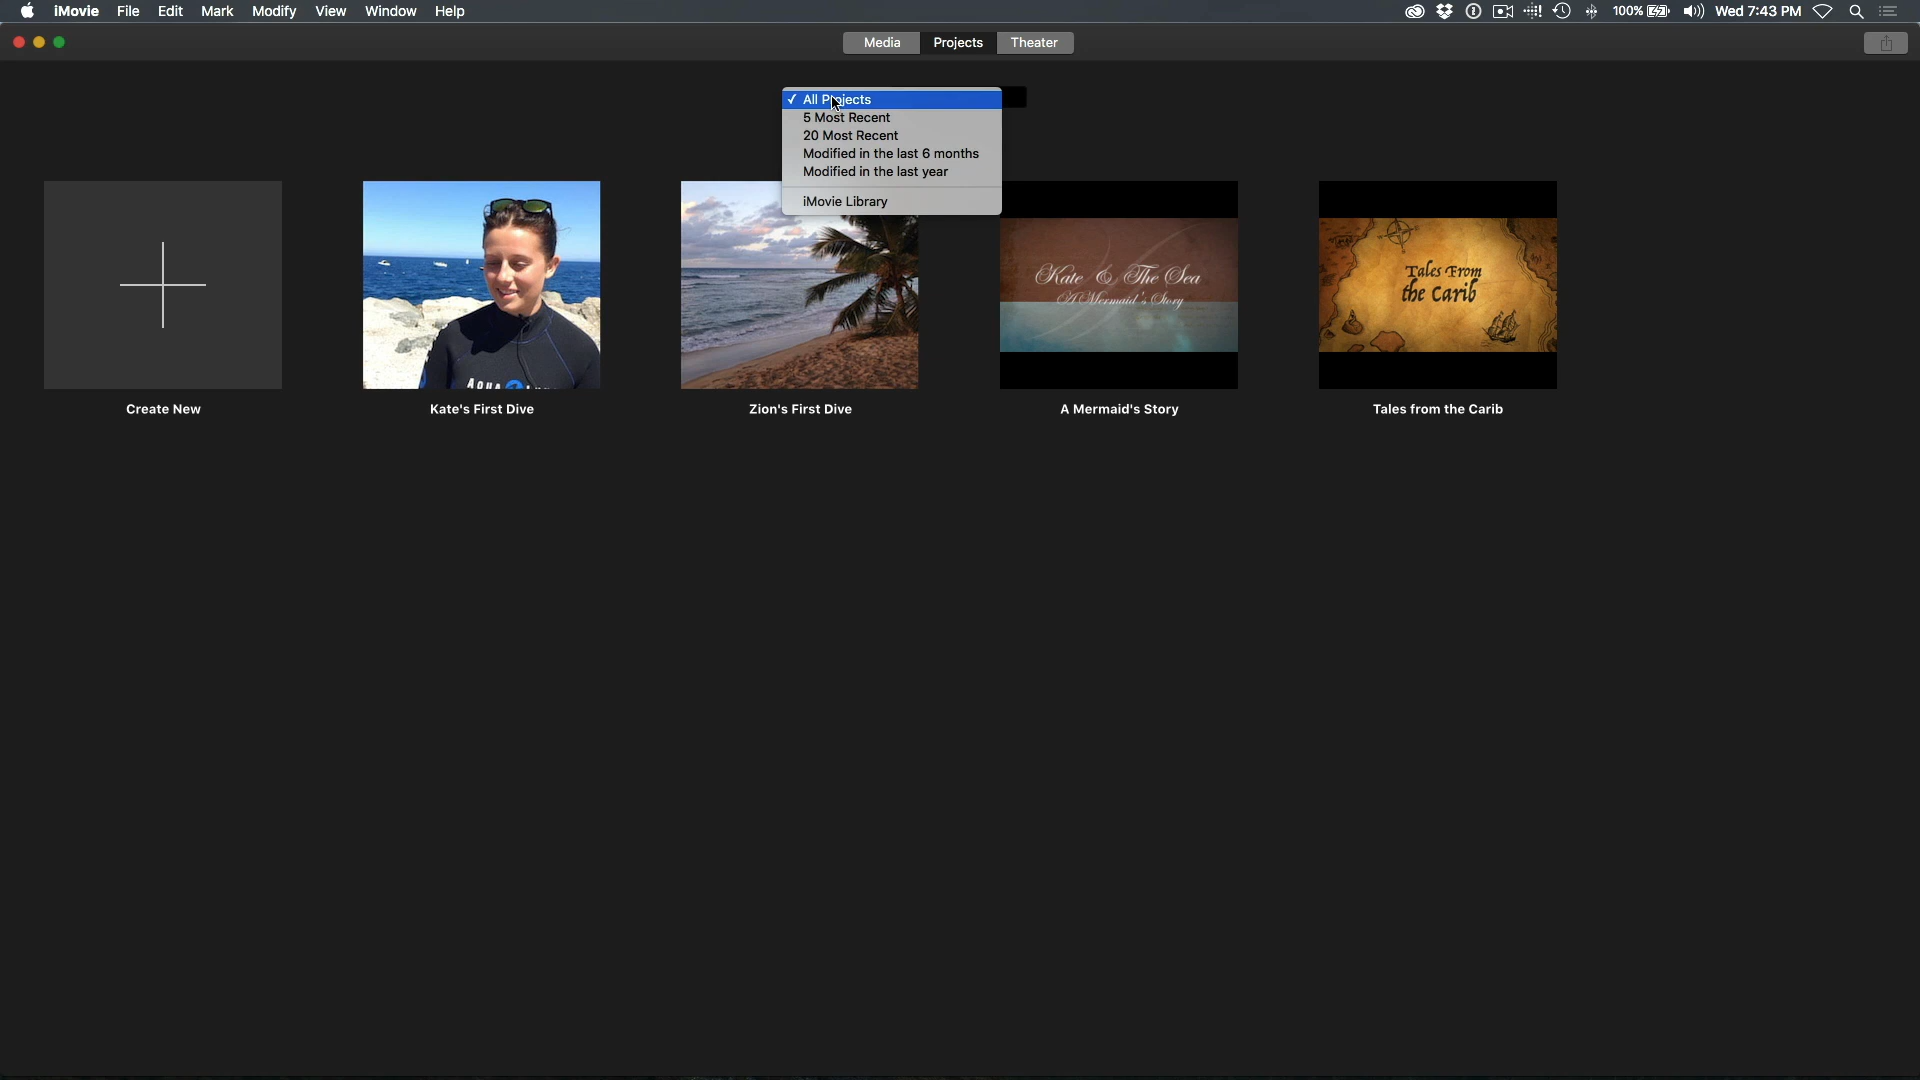 iMovie File Edit Mark Modify View Window Help 100% Wed 7:43 PM
Media Projects Theater
✓ All Projects
5 Most Recent
20 Most Recent
Modified in the last 6 months
Modified in the last year
iMovie Library
Kate & The Sea
A Mermaid's Story
Tales From
the Carib
Create New
Kate's First Dive
Zion's First Dive
A Mermaid's Story
Tales from the Carib